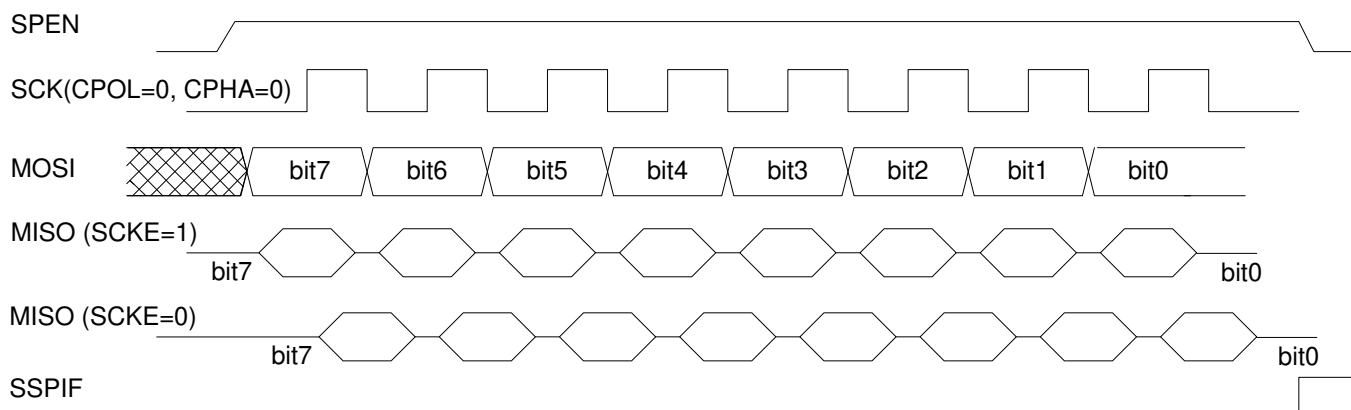 SPEN
SCK(CPOL=0, CPHA=0)
MOSI bit7 bit6 bit5 bit4 bit3 bit2 bit1 bit0
MISO (SCKE=1)
bit7 bit0
MISO (SCKE=0)
bit7 bit0
SSPIF